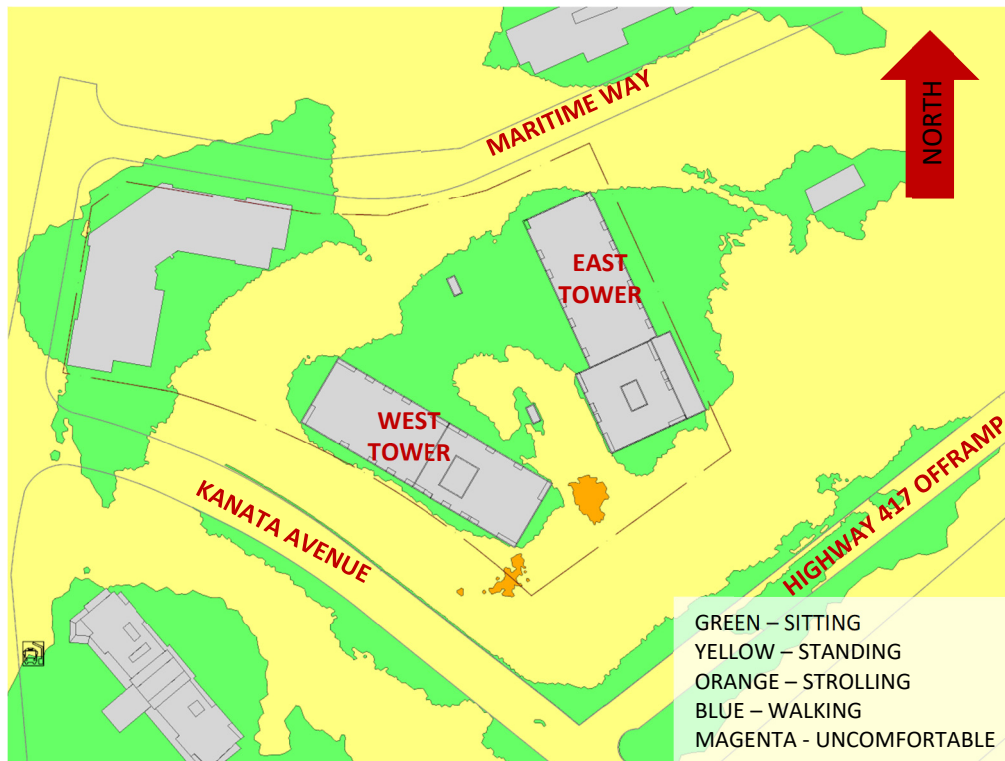 MARITIME WAY
NORTH
EAST
TOWER
WEST
TOWER
KANATA AVENUE
HIGHWAY 417 OFFRAMP
GREEN – SITTING
YELLOW – STANDING
ORANGE – STROLLING
BLUE – WALKING
MAGENTA - UNCOMFORTABLE